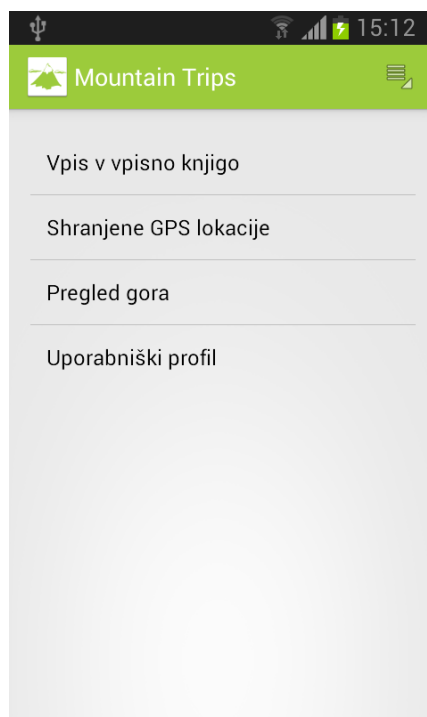 15:12
Mountain Trips
Vpis v vpisno knjigo
Shranjene GPS lokacije
Pregled gora
Uporabniški profil